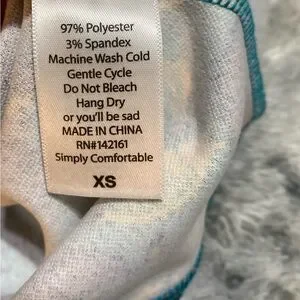 97% Polyester
3% Spandex
Machine Wash Cold
Gentle Cycle
Do Not Bleach
Hang Dry
or you'll be sad
MADE IN CHINA
RN#142161
Simply Comfortable
XS